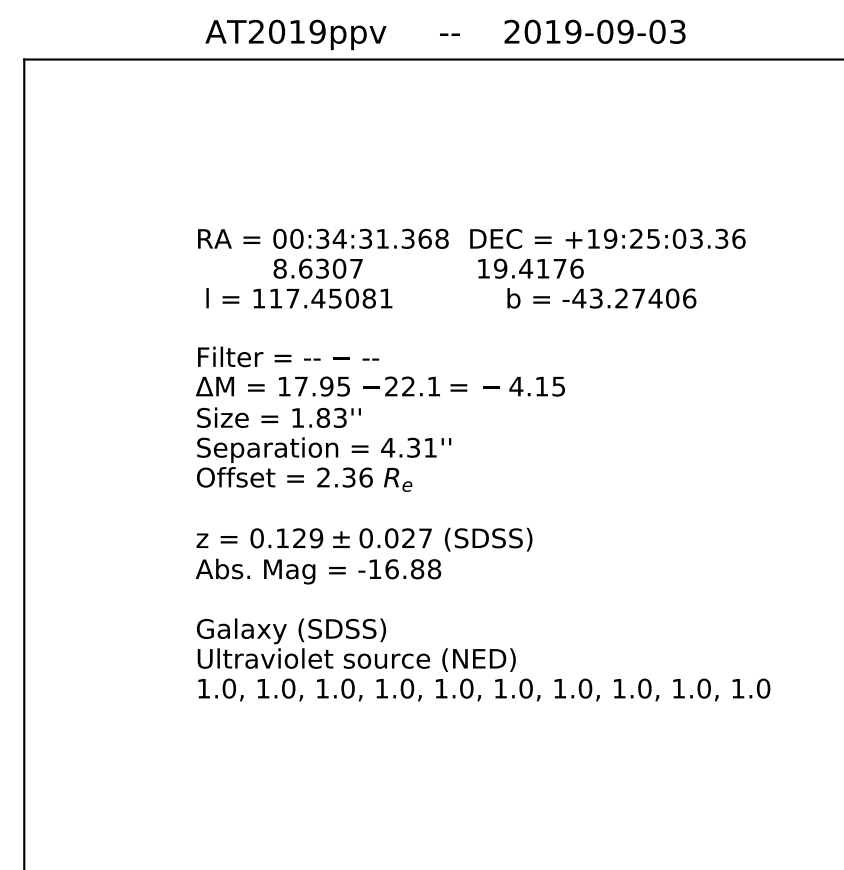 AT2019ppv -- 2019-09-03
RA = 00:34:31.368 DEC = +19:25:03.36
8.6307 19.4176
l = 117.45081 b = -43.27406
Filter = -- − --
ΔM = 17.95 −22.1 = − 4.15
Size = 1.83''
Separation = 4.31''
Offset = 2.36 Rₑ
z = 0.129 ± 0.027 (SDSS)
Abs. Mag = -16.88
Galaxy (SDSS)
Ultraviolet source (NED)
1.0, 1.0, 1.0, 1.0, 1.0, 1.0, 1.0, 1.0, 1.0, 1.0